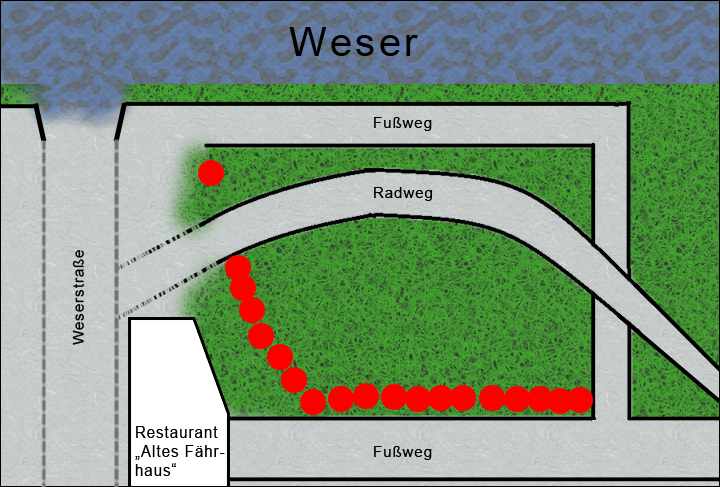 Weser
Fußweg
Radweg
Weserstraße
Restaurant
„Altes Fähr-
haus“
Fußweg